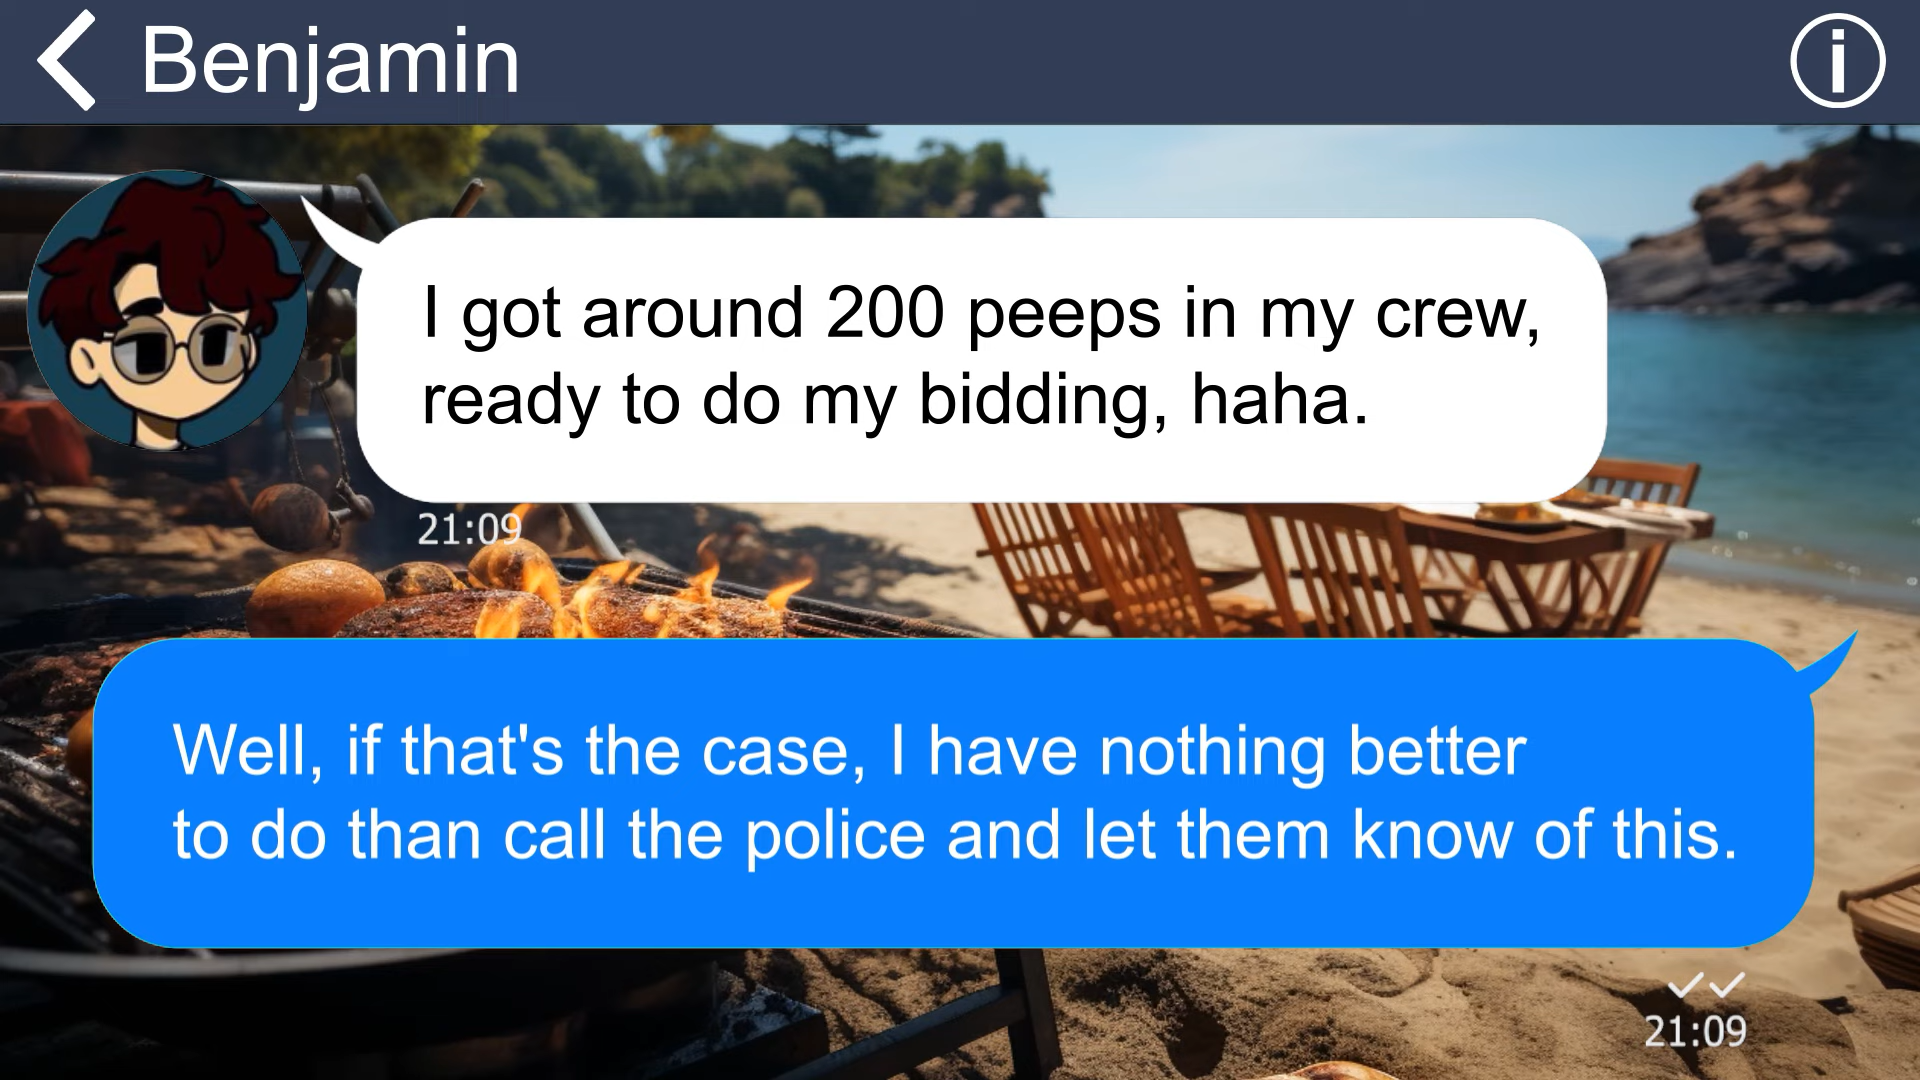 Benjamin
I got around 200 peeps in my crew,
ready to do my bidding, haha.
21:09
Well, if that's the case, I have nothing better
to do than call the police and let them know of this.
21:09